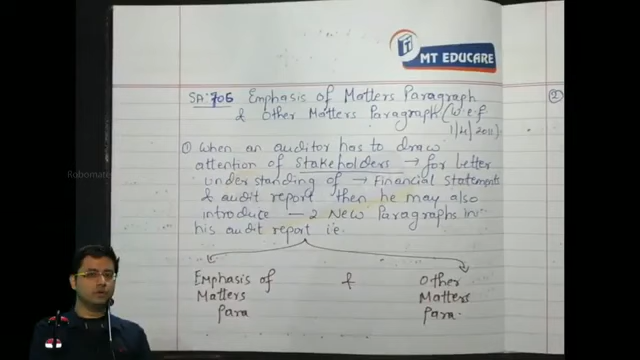 MT EDUCARE
SA:706 Emphasis of Matters Paragraph
& Other Matters Paragraph (W.e.f
1/4/2011)
②
① When an auditor has to draw
attention of Stakeholders → for better
understanding of → Financial Statements
& audit report then he may also
introduce — 2 New Paragraphs in
his audit report i.e.
Emphasis of & Other
Matters Matters
Para Para.
Robomate